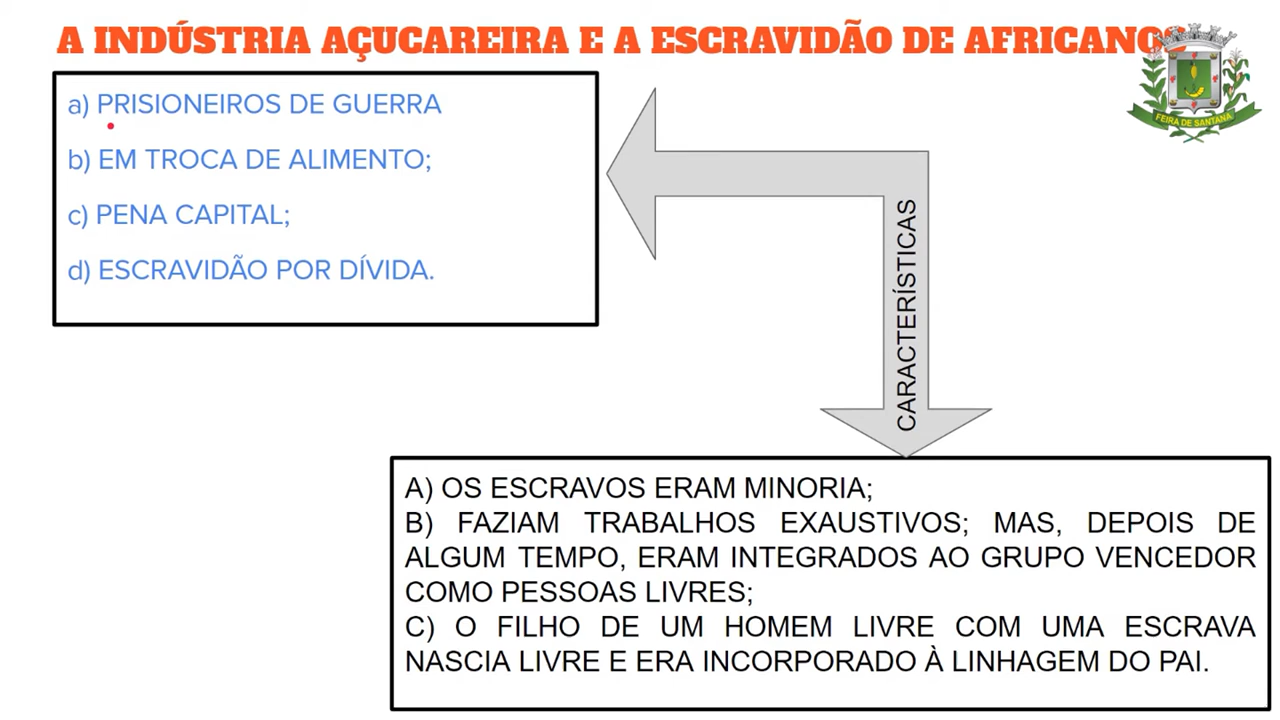 A INDÚSTRIA AÇUCAREIRA E A ESCRAVIDÃO DE AFRICANOS
a) PRISIONEIROS DE GUERRA
b) EM TROCA DE ALIMENTO;
c) PENA CAPITAL;
d) ESCRAVIDÃO POR DÍVIDA.
FEIRA DE SANTANA
CARACTERÍSTICAS
A) OS ESCRAVOS ERAM MINORIA;
B) FAZIAM TRABALHOS EXAUSTIVOS; MAS, DEPOIS DE
ALGUM TEMPO, ERAM INTEGRADOS AO GRUPO VENCEDOR
COMO PESSOAS LIVRES;
C) O FILHO DE UM HOMEM LIVRE COM UMA ESCRAVA
NASCIA LIVRE E ERA INCORPORADO À LINHAGEM DO PAI.